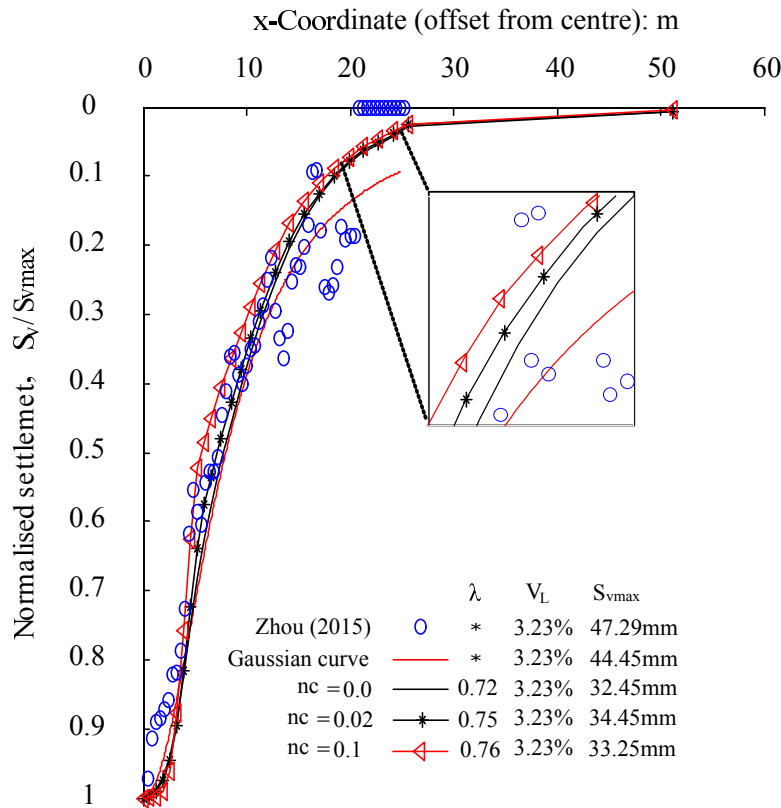 x-Coordinate (offset from centre): m
0 10 20 30 40 50 60
Normalised settlemet, Sv/Svmax
0
0.1
0.2
0.3
0.4
0.5
0.6
0.7
0.8
0.9
1
λ VL Svmax
Zhou (2015) * 3.23% 47.29mm
Gaussian curve * 3.23% 44.45mm
nc =0.0 0.72 3.23% 32.45mm
nc =0.02 0.75 3.23% 34.45mm
nc =0.1 0.76 3.23% 33.25mm